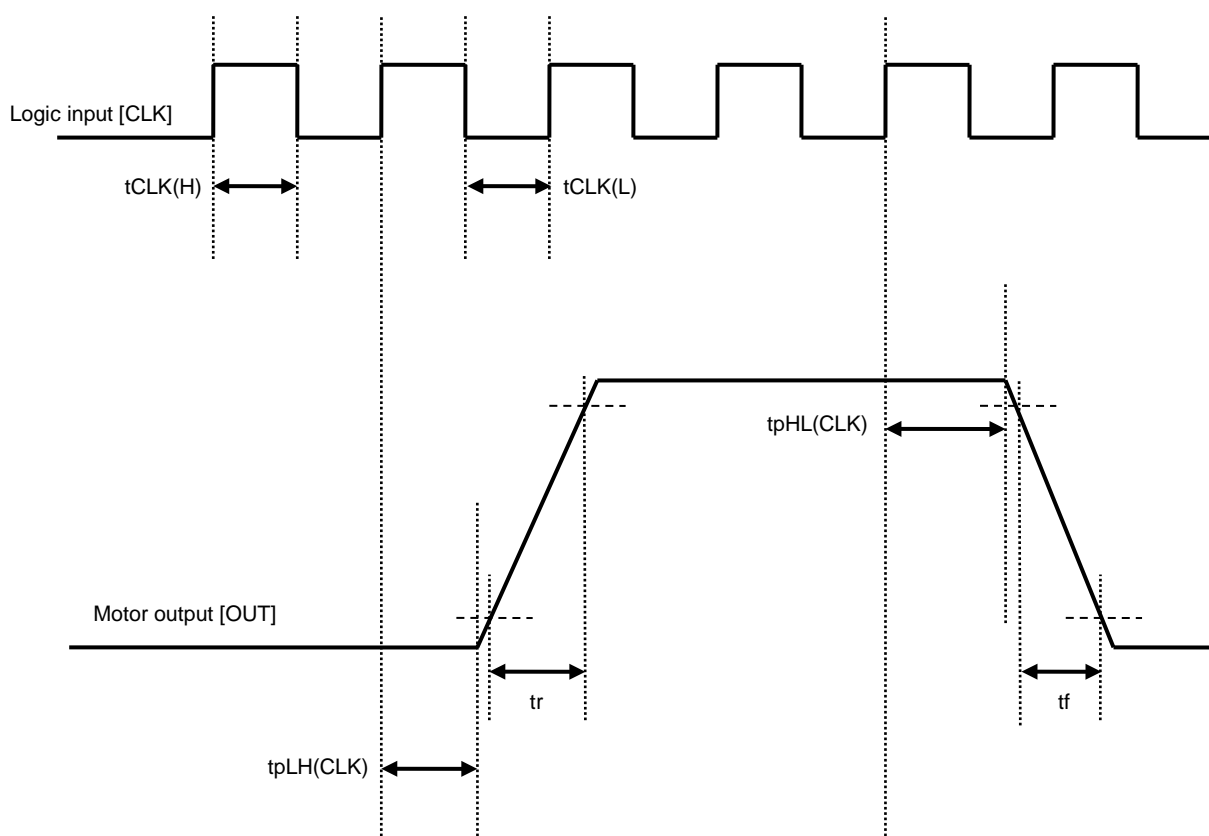 Logic input [CLK]
tCLK(H)
tCLK(L)
tpHL(CLK)
Motor output [OUT]
tr
tf
tpLH(CLK)